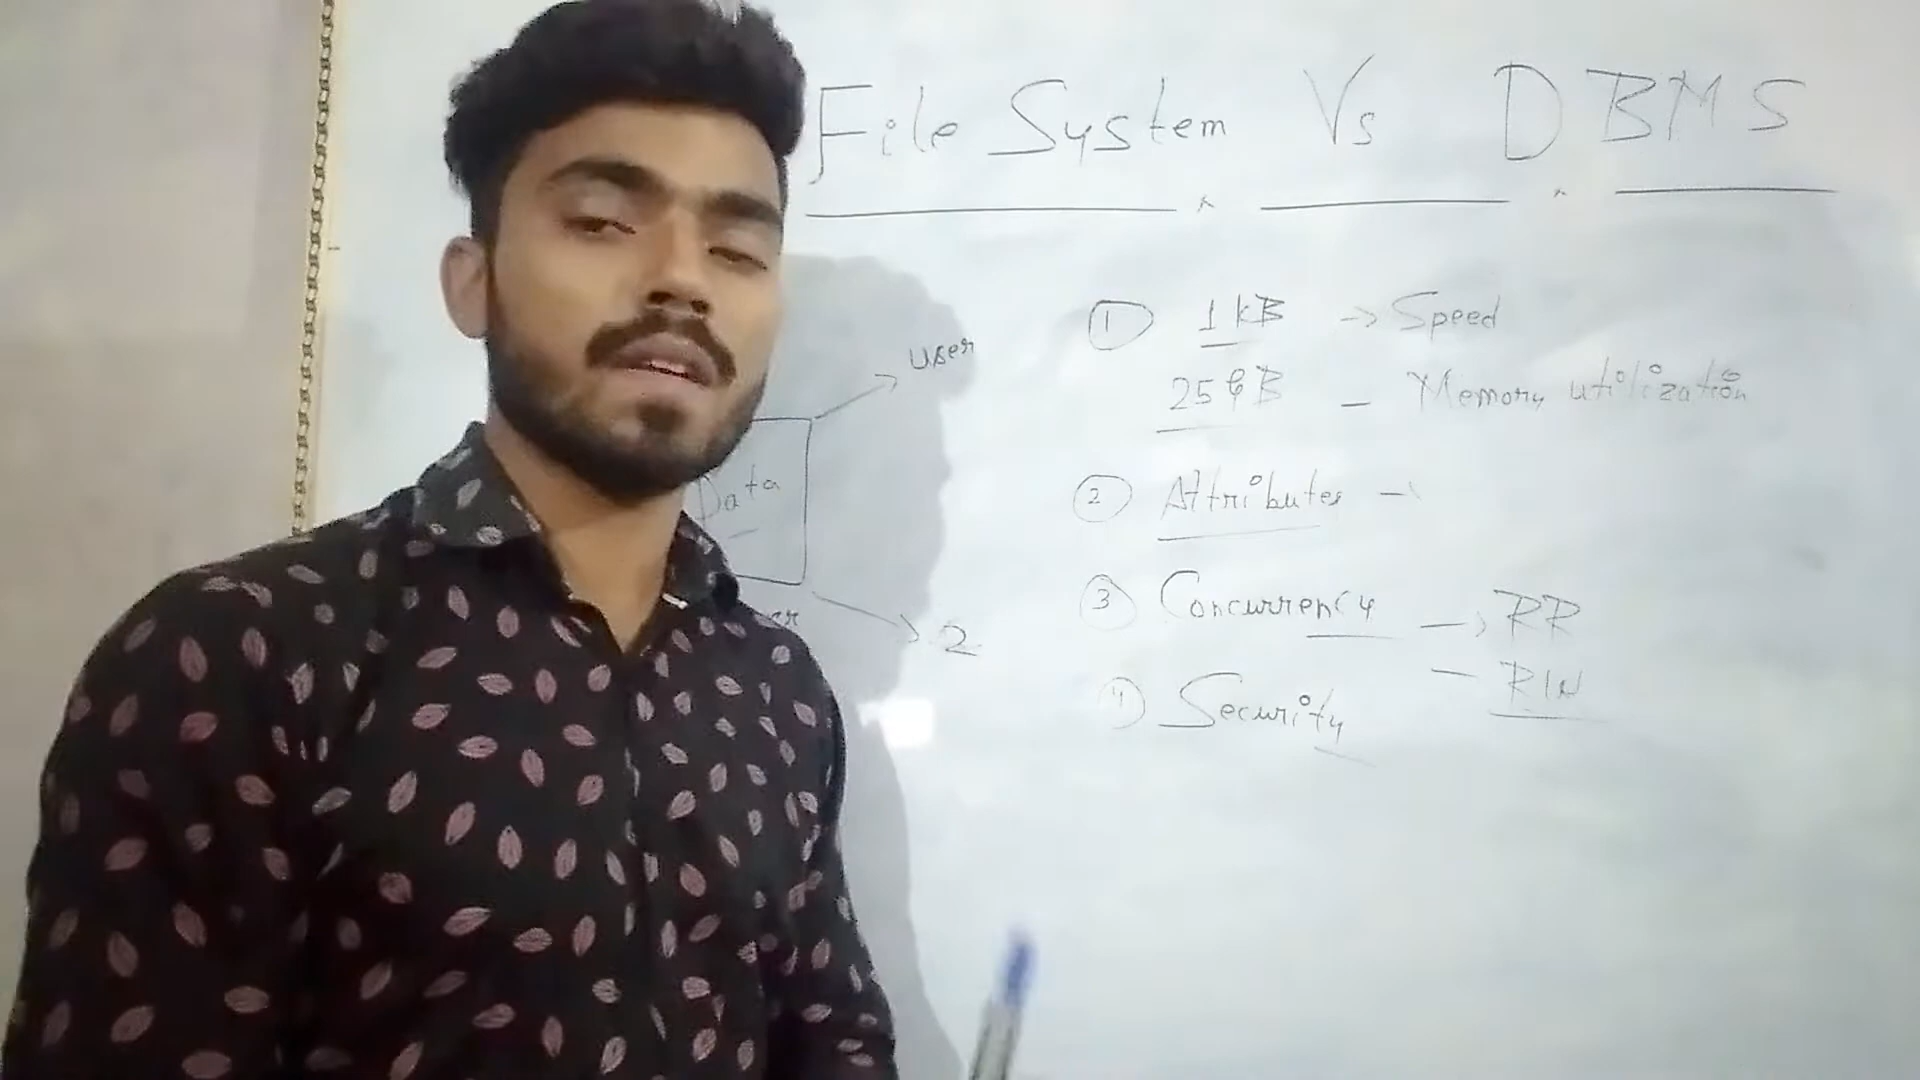 File System Vs DBMS
user
Data
2
① 1 kB → Speed
25 GB - Memory utilization
② Attributes -
③ Concurrency → RR
- RIN
④ Security